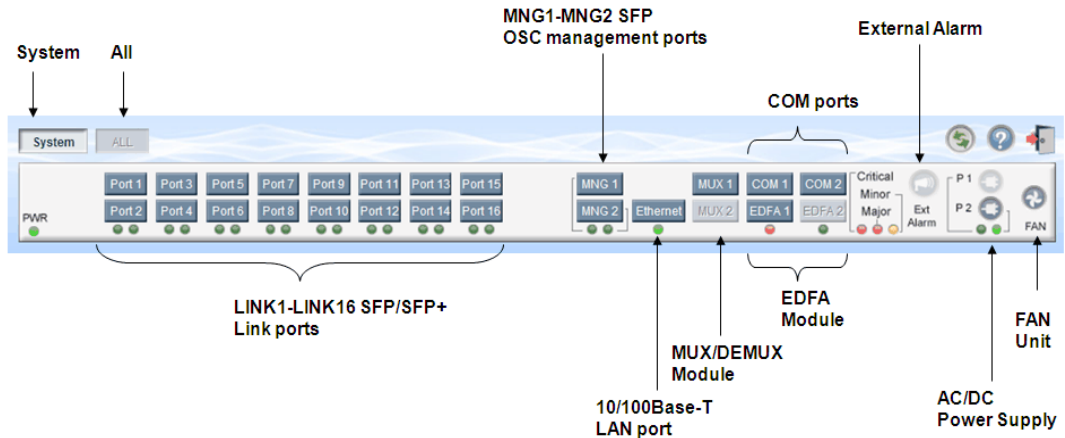 MNG1-MNG2 SFP
OSC management ports
External Alarm
System
All
COM ports
System
ALL
Port 1
Port 3
Port 5
Port 7
Port 9
Port 11
Port 13
Port 15
MNG 1
MUX 1
COM 1
COM 2
Critical
P 1
Minor
PWR
Port 2
Port 4
Port 6
Port 8
Port 10
Port 12
Port 14
Port 16
MNG 2
Ethernet
MUX 2
EDFA 1
EDFA 2
Major
Ext
Alarm
P 2
FAN
LINK1-LINK16 SFP/SFP+
Link ports
EDFA
Module
FAN
Unit
MUX/DEMUX
Module
10/100Base-T
LAN port
AC/DC
Power Supply